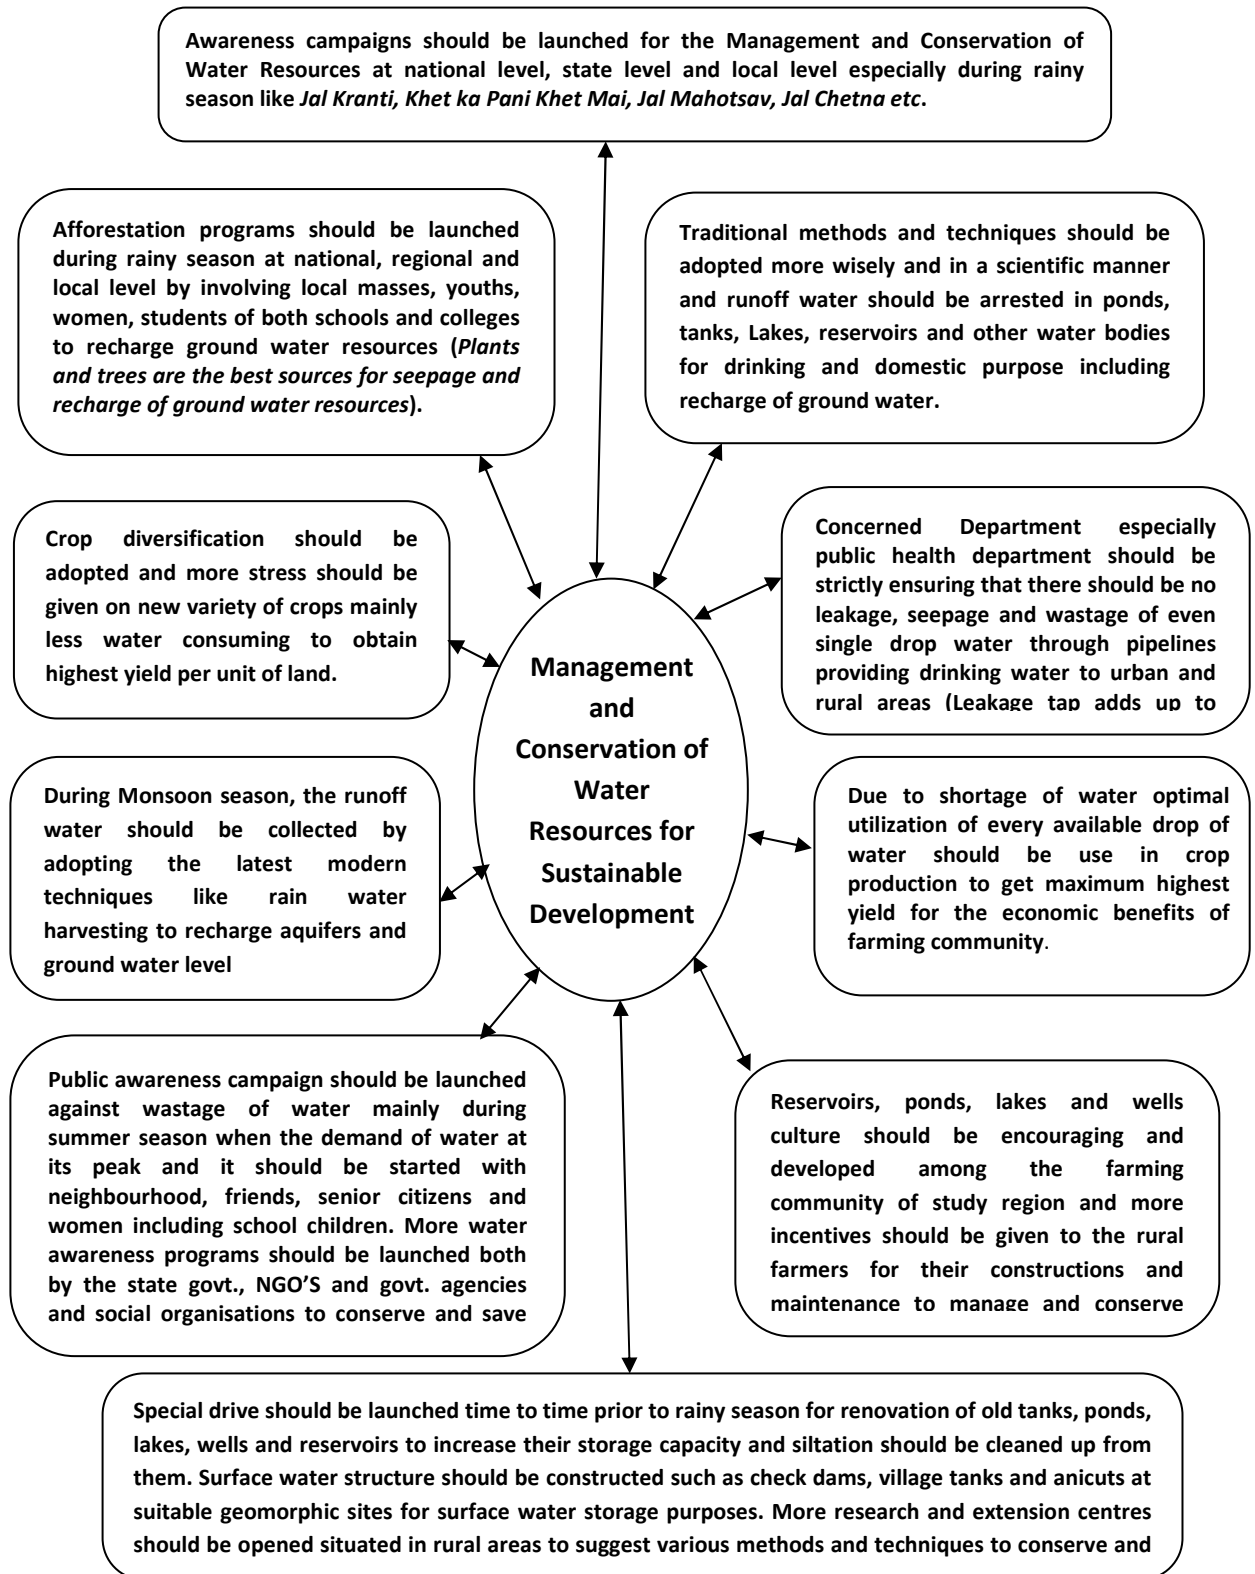 Awareness campaigns should be launched for the Management and Conservation of
Water Resources at national level, state level and local level especially during rainy
season like Jal Kranti, Khet ka Pani Khet Mai, Jal Mahotsav, Jal Chetna etc.
Afforestation programs should be launched
during rainy season at national, regional and
local level by involving local masses, youths,
women, students of both schools and colleges
to recharge ground water resources (Plants
and trees are the best sources for seepage and
recharge of ground water resources).
Traditional methods and techniques should be
adopted more wisely and in a scientific manner
and runoff water should be arrested in ponds,
tanks, Lakes, reservoirs and other water bodies
for drinking and domestic purpose including
recharge of ground water.
Crop diversification should be
adopted and more stress should be
given on new variety of crops mainly
less water consuming to obtain
highest yield per unit of land.
Concerned Department especially
public health department should be
strictly ensuring that there should be no
leakage, seepage and wastage of even
single drop water through pipelines
providing drinking water to urban and
rural areas (Leakage tap adds up to
Management
and
Conservation of
Water
Resources for
Sustainable
Development
During Monsoon season, the runoff
water should be collected by
adopting the latest modern
techniques like rain water
harvesting to recharge aquifers and
ground water level
Due to shortage of water optimal
utilization of every available drop of
water should be use in crop
production to get maximum highest
yield for the economic benefits of
farming community.
Public awareness campaign should be launched
against wastage of water mainly during
summer season when the demand of water at
its peak and it should be started with
neighbourhood, friends, senior citizens and
women including school children. More water
awareness programs should be launched both
by the state govt., NGO'S and govt. agencies
and social organisations to conserve and save
Reservoirs, ponds, lakes and wells
culture should be encouraging and
developed among the farming
community of study region and more
incentives should be given to the rural
farmers for their constructions and
maintenance to manage and conserve
Special drive should be launched time to time prior to rainy season for renovation of old tanks, ponds,
lakes, wells and reservoirs to increase their storage capacity and siltation should be cleaned up from
them. Surface water structure should be constructed such as check dams, village tanks and anicuts at
suitable geomorphic sites for surface water storage purposes. More research and extension centres
should be opened situated in rural areas to suggest various methods and techniques to conserve and